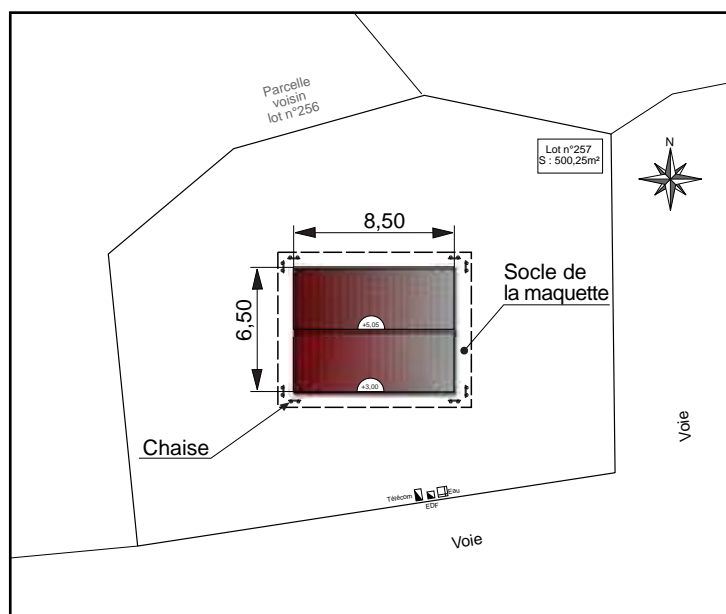 Parcelle
voisin
lot n°256
Lot n°257
S : 500,25m²
N
8,50
Socle de
la maquette
6,50
+5,05
+3,00
Chaise
Voie
Télécom
Eau
EDF
Voie